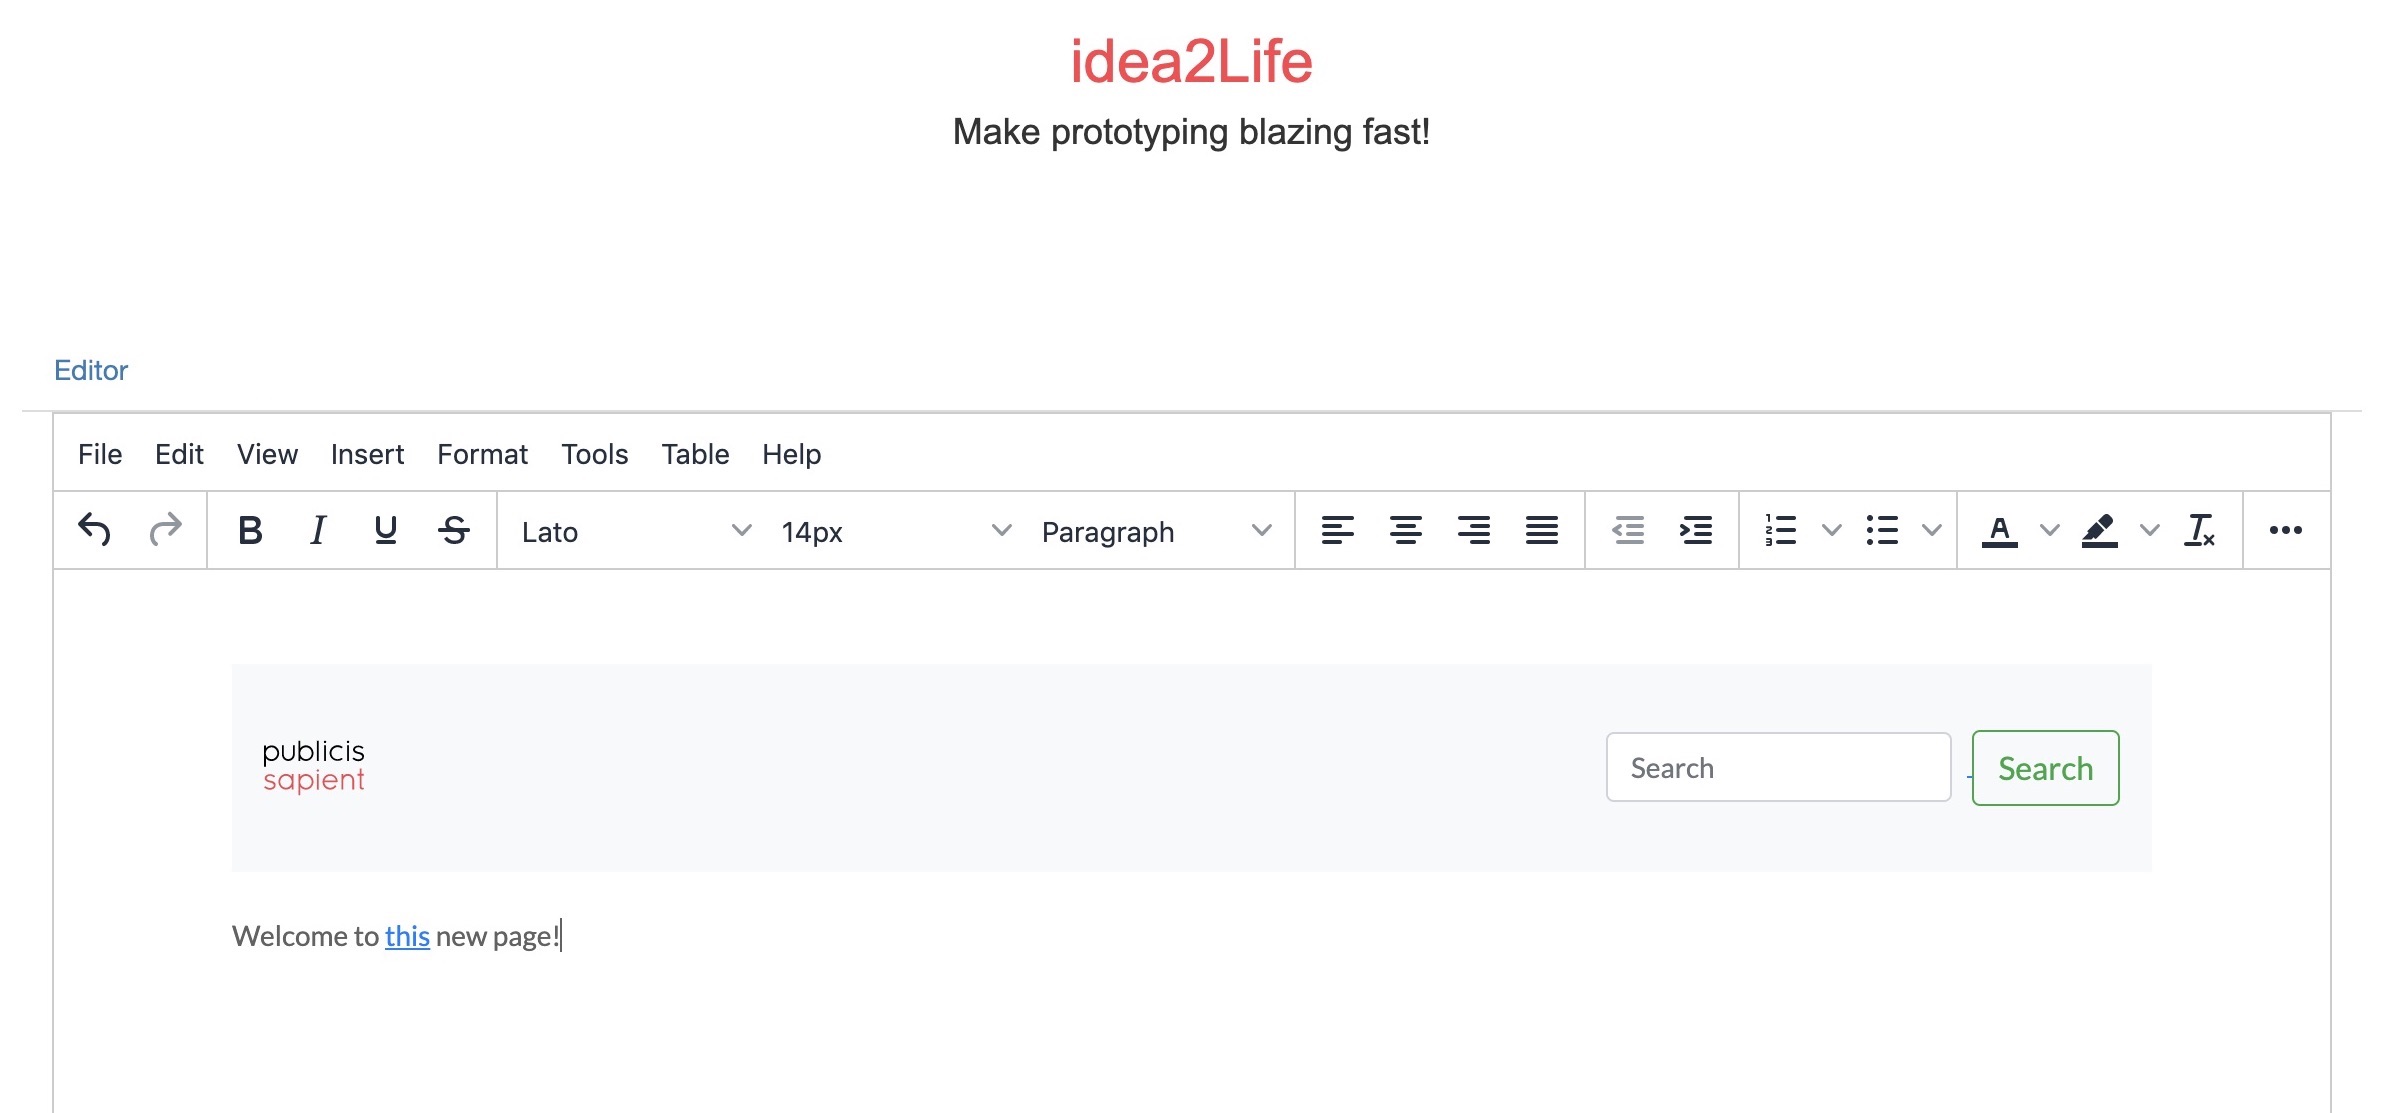 idea2Life
Make prototyping blazing fast!
Editor
File Edit View Insert Format Tools Table Help
B I U S Lato 14px Paragraph A
publicis
sapient
Search Search
Welcome to this new page!